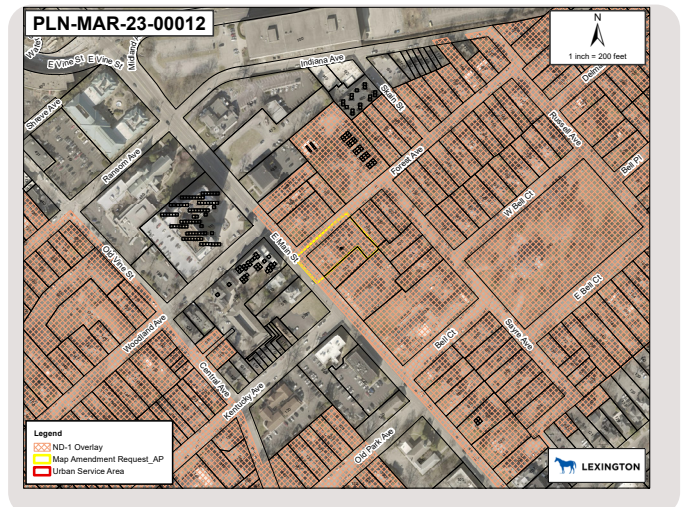 PLN-MAR-23-00012
N
1 inch = 200 feet
E Vine St
E Vine St
Midland A
Indiana Ave
Skain St
Delm
Shreve Ave
Ransom Ave
Forest Ave
Russell Ave
Bell Pl
W Bell Ct
E Main St
Old Vine St
E Bell Ct
Woodland Ave
Bell Ct
Sayre Ave
Central Ave
Kentucky Ave
Old Park Ave
Legend
ND-1 Overlay
Map Amendment Request_AP
Urban Service Area
LEXINGTON